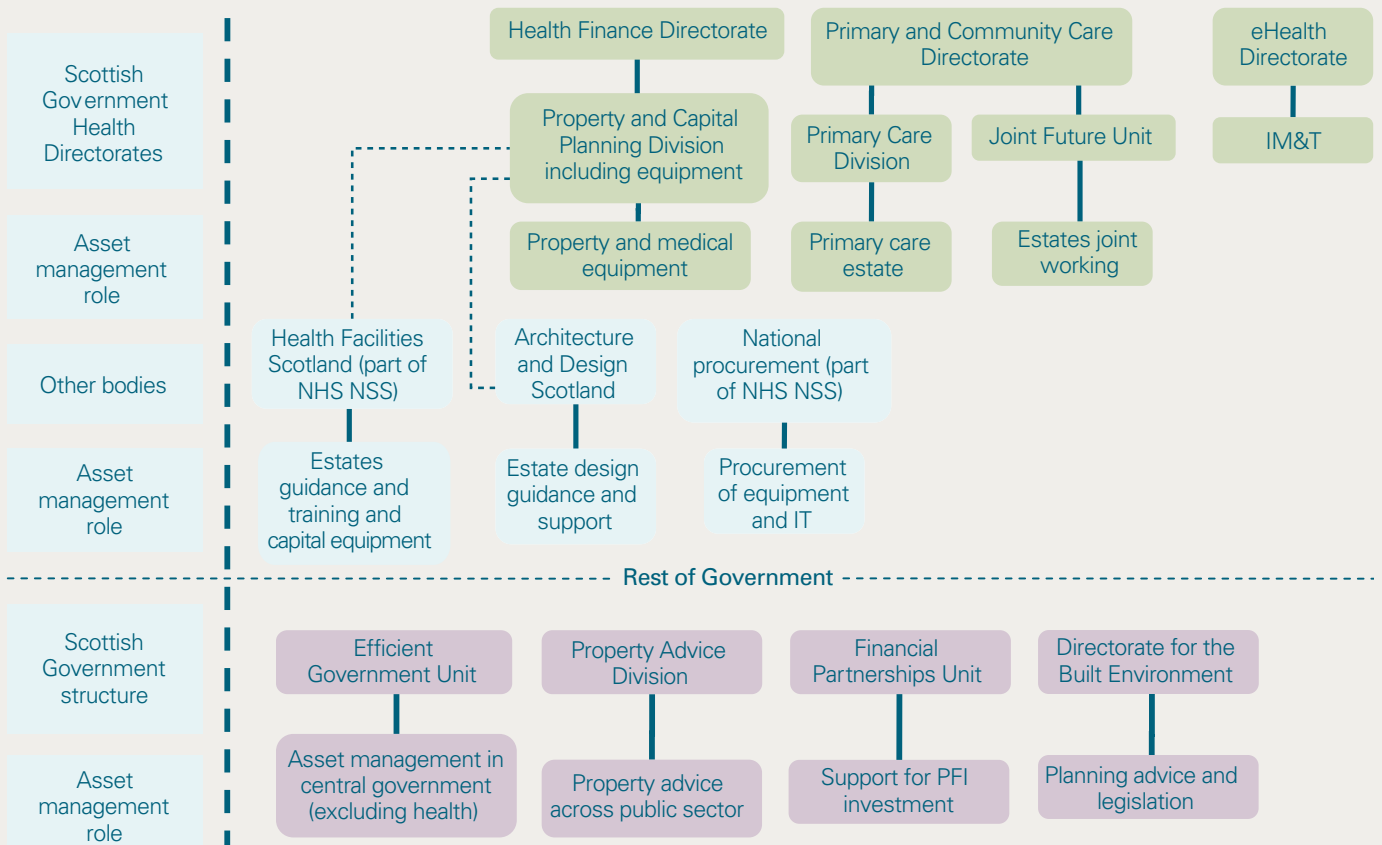 Scottish
Government
Health
Directorates
Health Finance Directorate
Primary and Community Care
Directorate
eHealth
Directorate
Property and Capital
Planning Division
including equipment
Primary Care
Division
Joint Future Unit
IM&T
Asset
management
role
Property and medical
equipment
Primary care
estate
Estates joint
working
Other bodies
Health Facilities
Scotland (part of
NHS NSS)
Architecture
and Design
Scotland
National
procurement (part
of NHS NSS)
Asset
management
role
Estates
guidance and
training and
capital equipment
Estate design
guidance and
support
Procurement
of equipment
and IT
Rest of Government
Scottish
Government
structure
Efficient
Government Unit
Property Advice
Division
Financial
Partnerships Unit
Directorate for the
Built Environment
Asset
management
role
Asset management in
central government
(excluding health)
Property advice
across public sector
Support for PFI
investment
Planning advice and
legislation